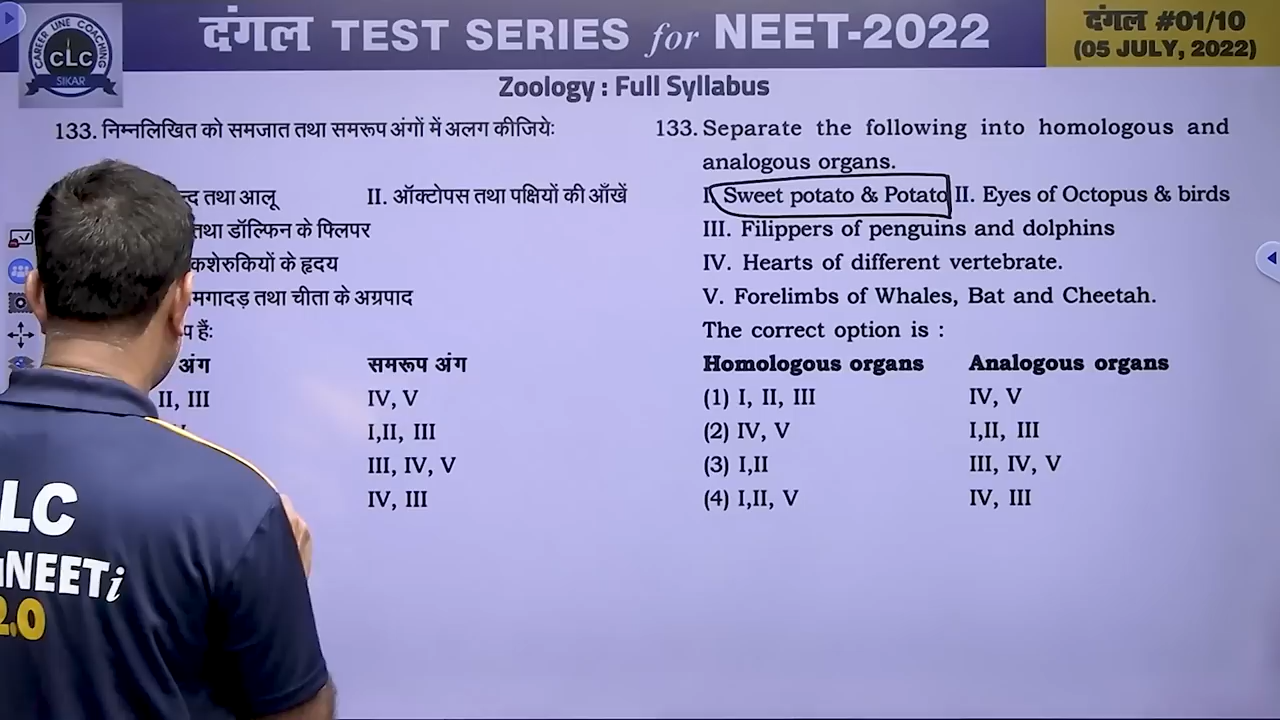 CAREER LINE COACHING
CLC
SIKAR
दंगल TEST SERIES for NEET-2022
दंगल #01/10
(05 JULY, 2022)
Zoology : Full Syllabus
133. निम्नलिखित को समजात तथा समरूप अंगों में अलग कीजियेः
तथा आलू II. ऑक्टोपस तथा पक्षियों की आँखें
तथा डॉल्फिन के फ्लिपर
कशेरुकियों के हृदय
मगादड़ तथा चीता के अग्रपाद
हैंः
अंग समरूप अंग
II, III IV, V
I,II, III
III, IV, V
IV, III
133. Separate the following into homologous and
analogous organs.
I. Sweet potato & Potato II. Eyes of Octopus & birds
III. Filippers of penguins and dolphins
IV. Hearts of different vertebrate.
V. Forelimbs of Whales, Bat and Cheetah.
The correct option is :
Homologous organs Analogous organs
(1) I, II, III IV, V
(2) IV, V I,II, III
(3) I,II III, IV, V
(4) I,II, V IV, III
LC
NEETi
2.0